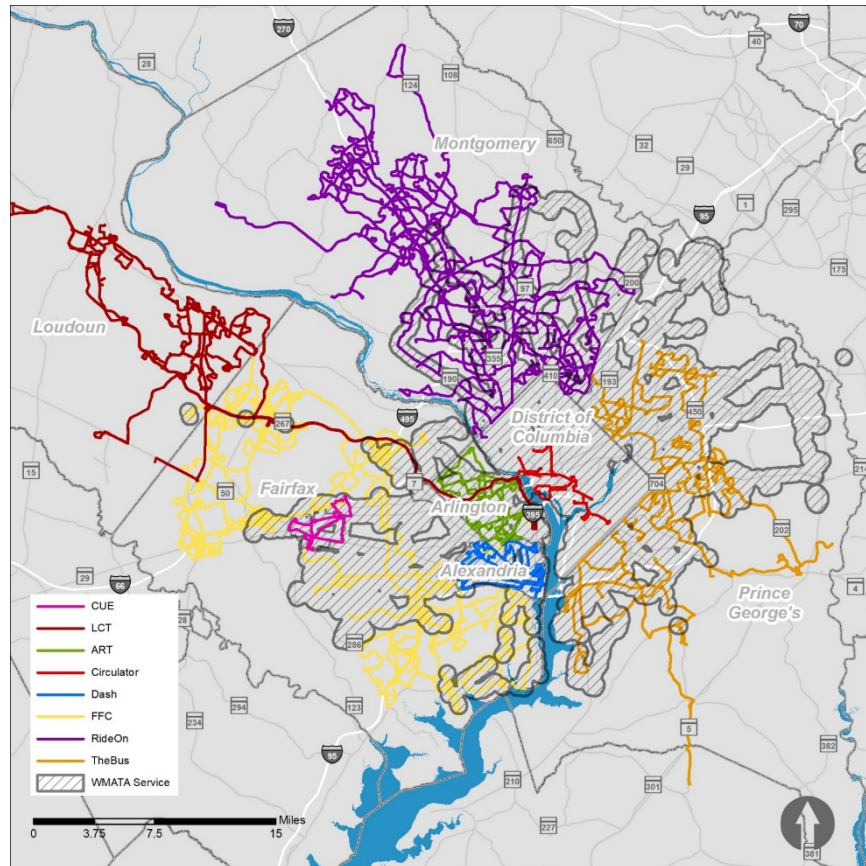 70
270
40
28
108
124
Montgomery
650
32
29
95
1
295
175
200
97
Loudoun
355
190
410
193
District of
Columbia
450
495
267
15
7
214
50
Fairfax
704
Arlington
395
202
Alexandria
29
66
4
Prince
George's
28
286
CUE
LCT
ART
Circulator
Dash
FFC
RideOn
TheBus
WMATA Service
123
294
234
5
95
382
210
301
Miles
0 3.75 7.5 15
227
381